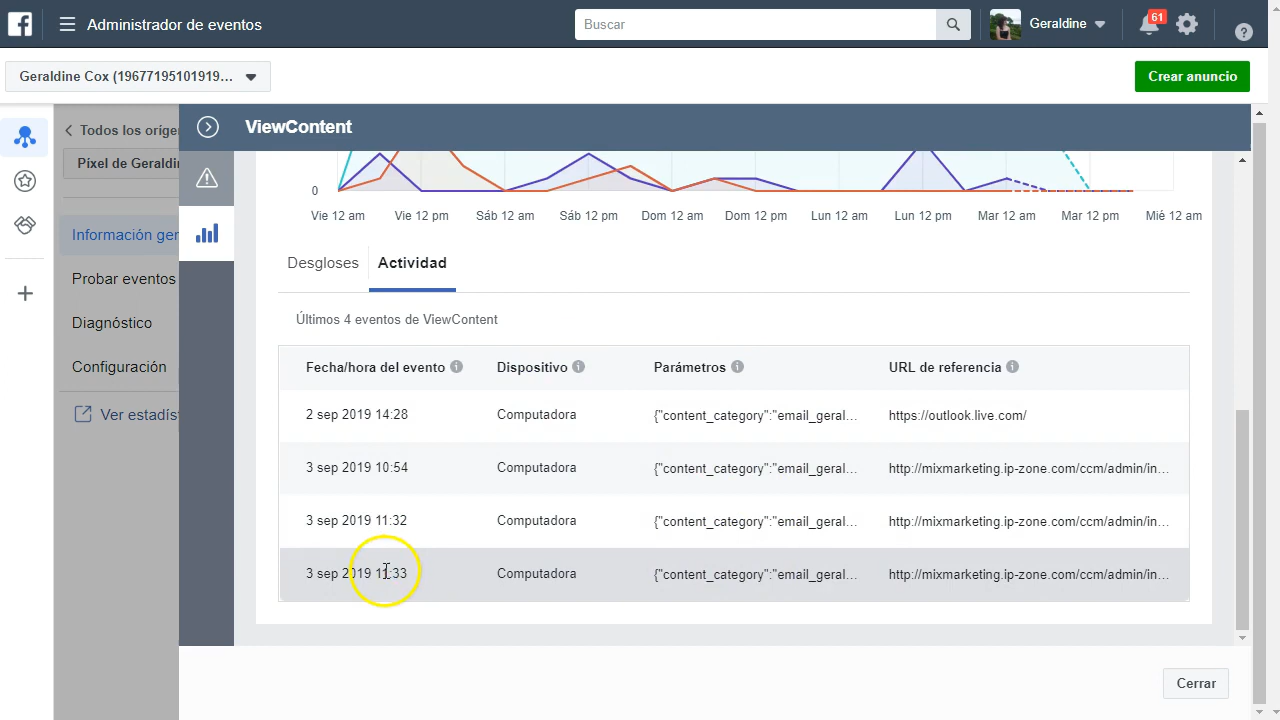 Administrador de eventos
Buscar
Geraldine
61
Geraldine Cox (19677195101919...
Crear anuncio
Todos los oríge
ViewContent
Píxel de Geraldin
Información ger
Probar eventos
Diagnóstico
Configuración
Ver estadís
0
Vie 12 am Vie 12 pm Sáb 12 am Sáb 12 pm Dom 12 am Dom 12 pm Lun 12 am Lun 12 pm Mar 12 am Mar 12 pm Mié 12 am
Desgloses Actividad
Últimos 4 eventos de ViewContent
Fecha/hora del evento Dispositivo Parámetros URL de referencia
2 sep 2019 14:28 Computadora {"content_category":"email_geral... https://outlook.live.com/
3 sep 2019 10:54 Computadora {"content_category":"email_geral... http://mixmarketing.ip-zone.com/ccm/admin/in...
3 sep 2019 11:32 Computadora {"content_category":"email_geral... http://mixmarketing.ip-zone.com/ccm/admin/in...
3 sep 2019 11:33 Computadora {"content_category":"email_geral... http://mixmarketing.ip-zone.com/ccm/admin/in...
Cerrar